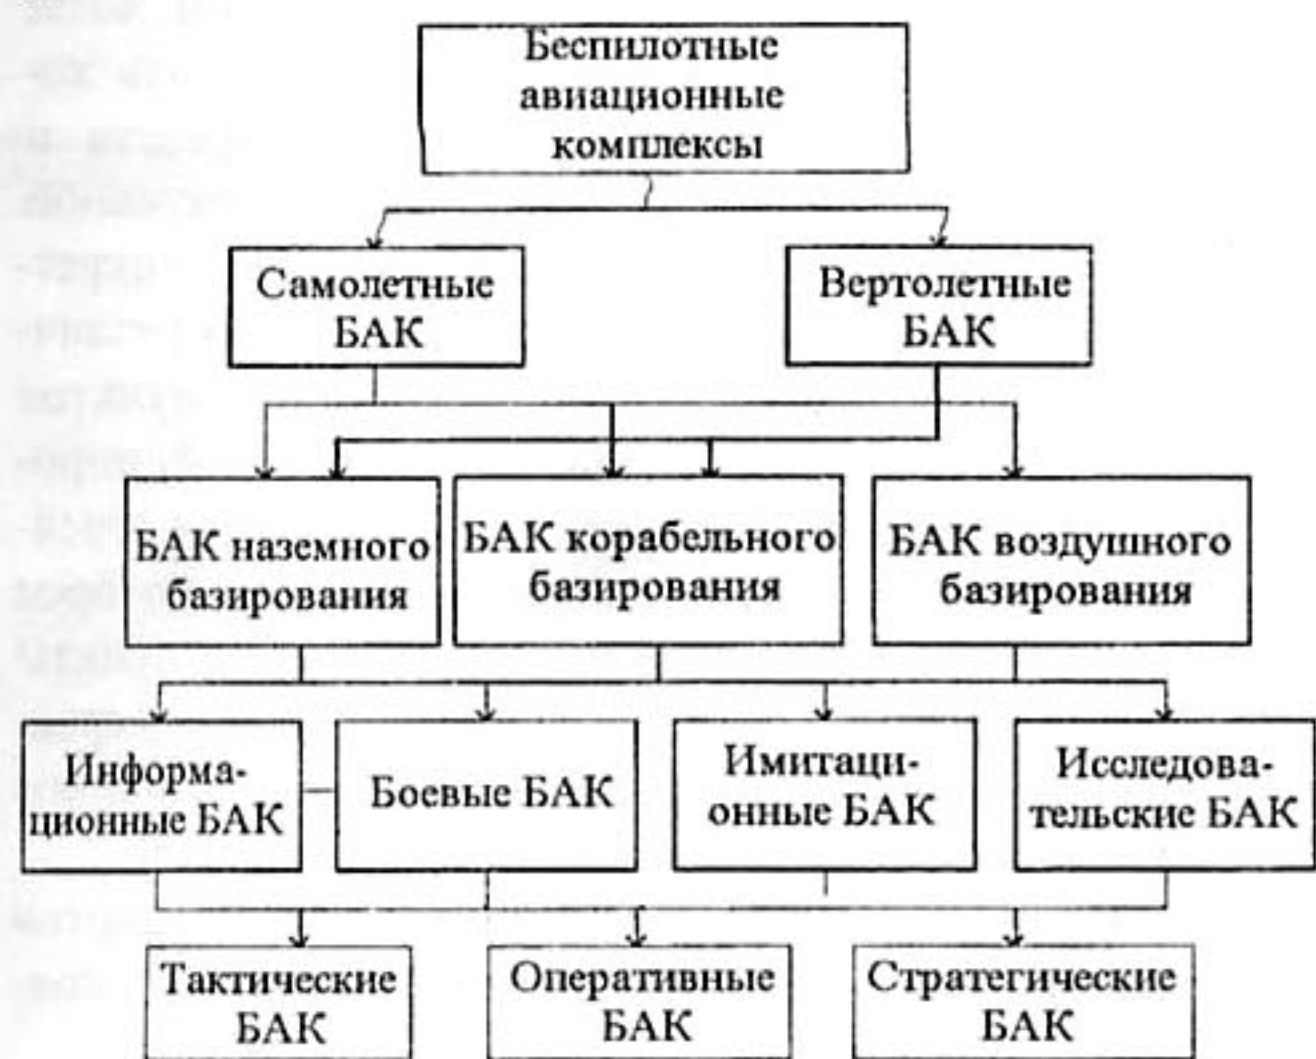 Беспилотные
авиационные
комплексы
Самолетные
БАК
Вертолетные
БАК
БАК наземного
базирования
БАК корабельного
базирования
БАК воздушного
базирования
Информа-
ционные БАК
Боевые БАК
Имитаци-
онные БАК
Исследова-
тельские БАК
Тактические
БАК
Оперативные
БАК
Стратегические
БАК